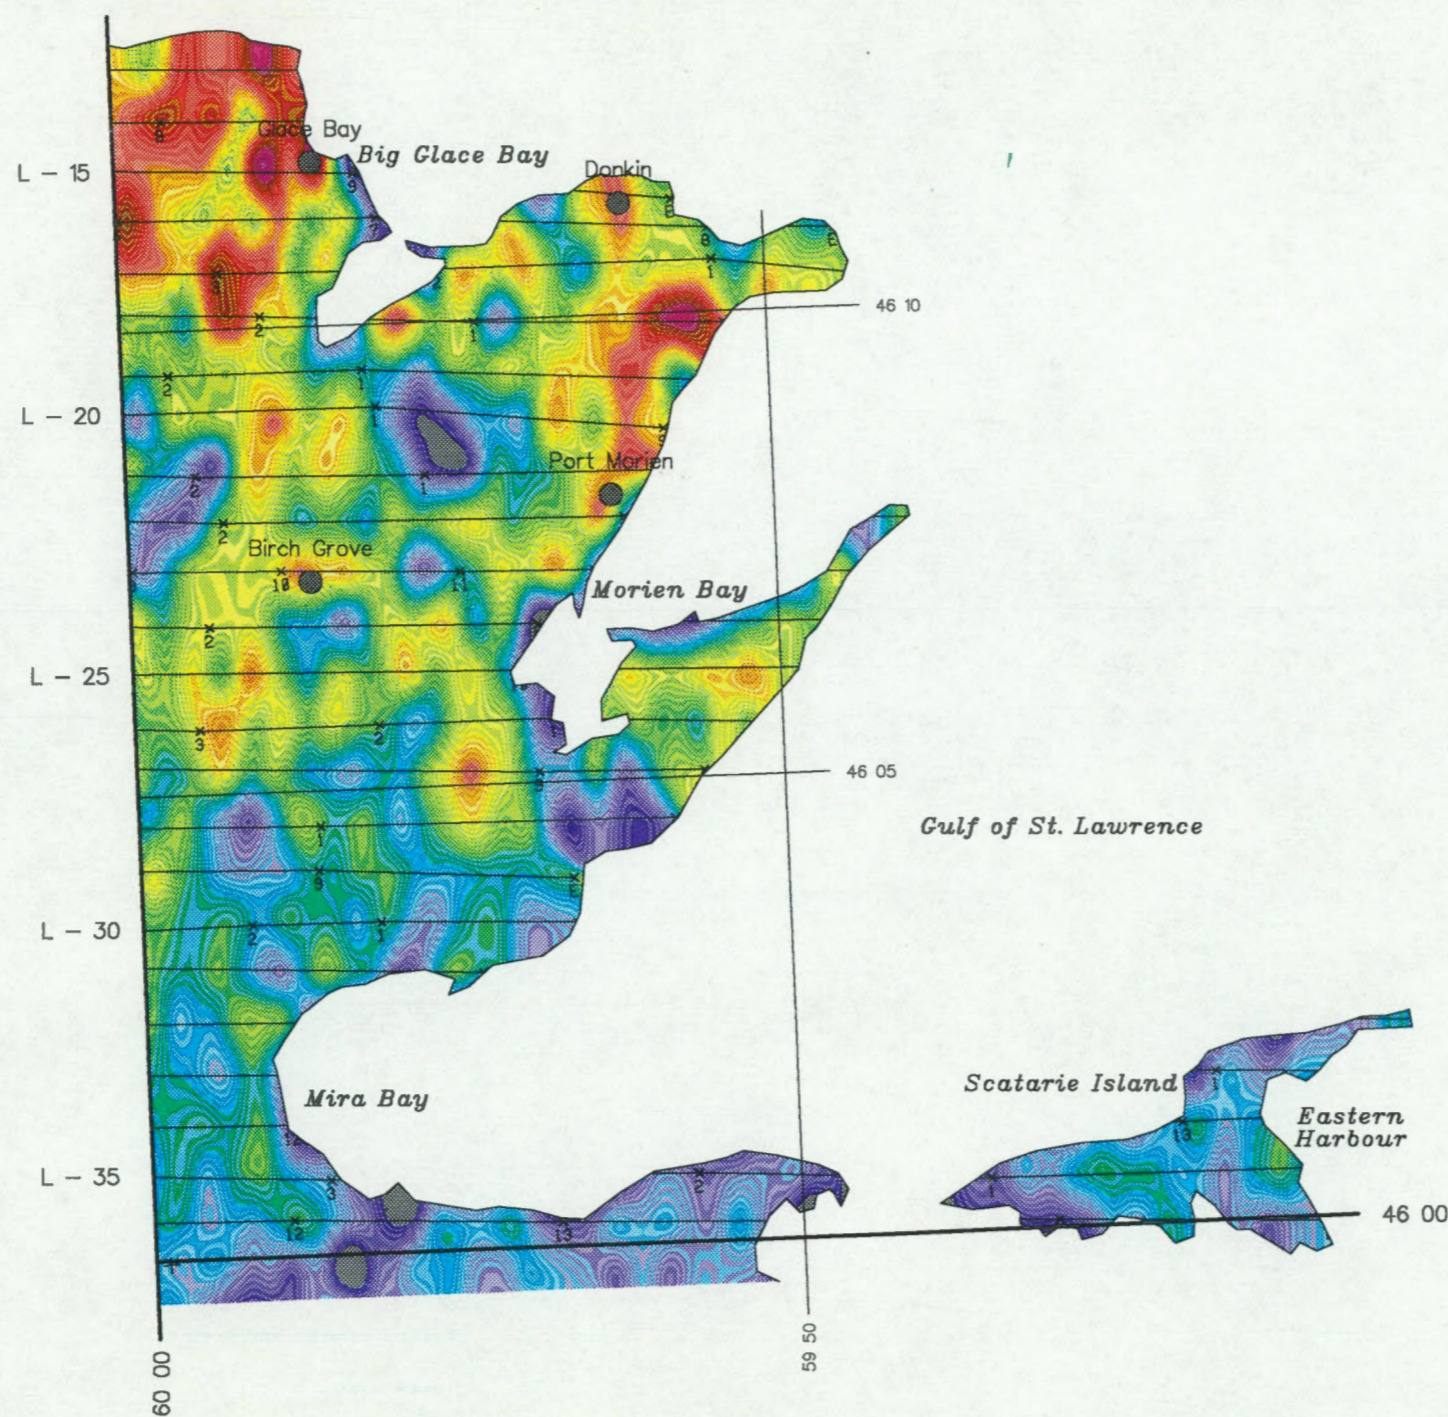 Glace Bay
Big Glace Bay
Donkin
L - 15
46 10
L - 20
Port Morien
Birch Grove
Morien Bay
L - 25
46 05
Gulf of St. Lawrence
L - 30
Scatarie Island
Mira Bay
Eastern
Harbour
L - 35
46 00
59 50
60 00